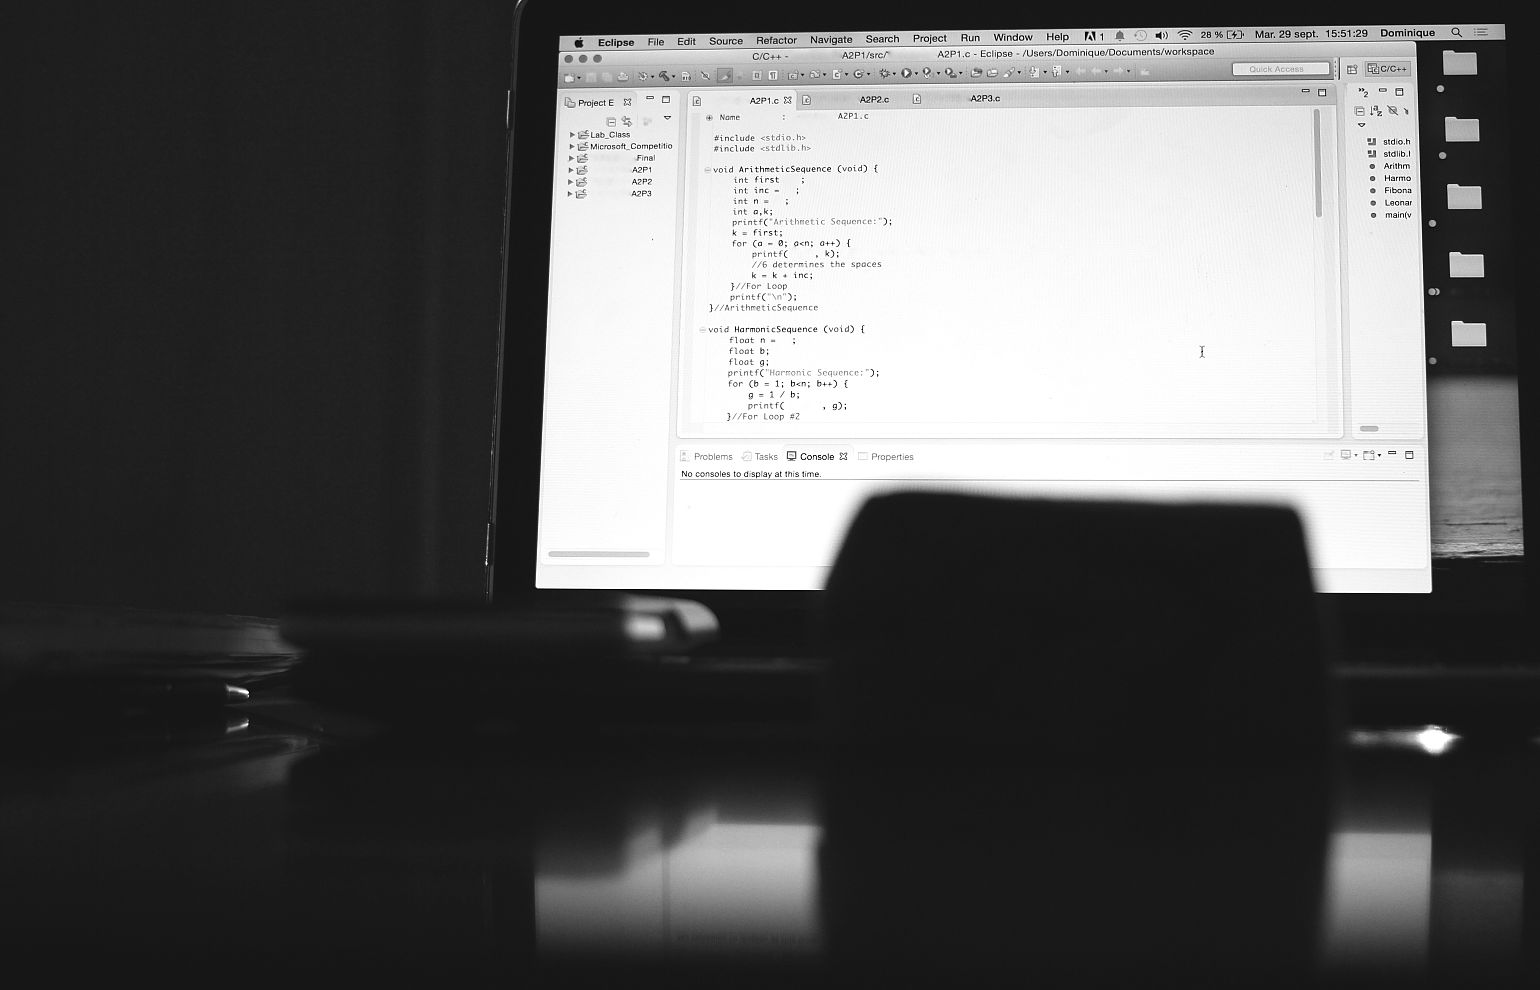 Eclipse File Edit Source Refactor Navigate Search Project Run Window Help 1 28 % Mar. 29 sept. 15:51:29 Dominique
C/C++ - A2P1/src/ A2P1.c - Eclipse - /Users/Dominique/Documents/workspace
Quick Access C/C++
Project E
Lab_Class
Microsoft_Competitio
Final
A2P1
A2P2
A2P3
A2P1.c A2P2.c A2P3.c
Name : A2P1.c
#include <stdio.h>
#include <stdlib.h>
void ArithmeticSequence (void) {
int first ;
int inc = ;
int n = ;
int a,k;
printf("Arithmetic Sequence:");
k = first;
for (a = 0; a<n; a++) {
printf( , k);
//6 determines the spaces
k = k + inc;
}//For Loop
printf("\n");
}//ArithmeticSequence
void HarmonicSequence (void) {
float n = ;
float b;
float g;
printf("Harmonic Sequence:");
for (b = 1; b<n; b++) {
g = 1 / b;
printf( , g);
}//For Loop #2
»2
stdio.h
stdlib.l
Arithm
Harmo
Fibona
Leonar
main(v
Problems Tasks Console Properties
No consoles to display at this time.